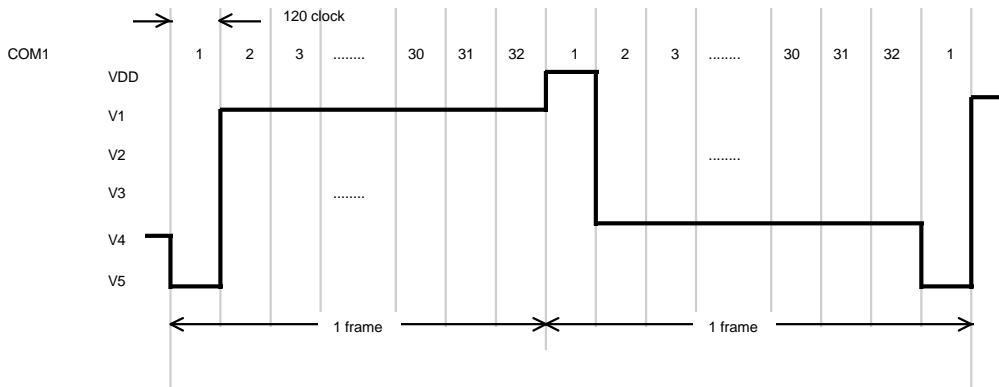 120 clock
COM1 1 2 3 ........ 30 31 32 1 2 3 ........ 30 31 32 1
VDD
V1
V2 ........
V3 ........
V4
V5
1 frame 1 frame